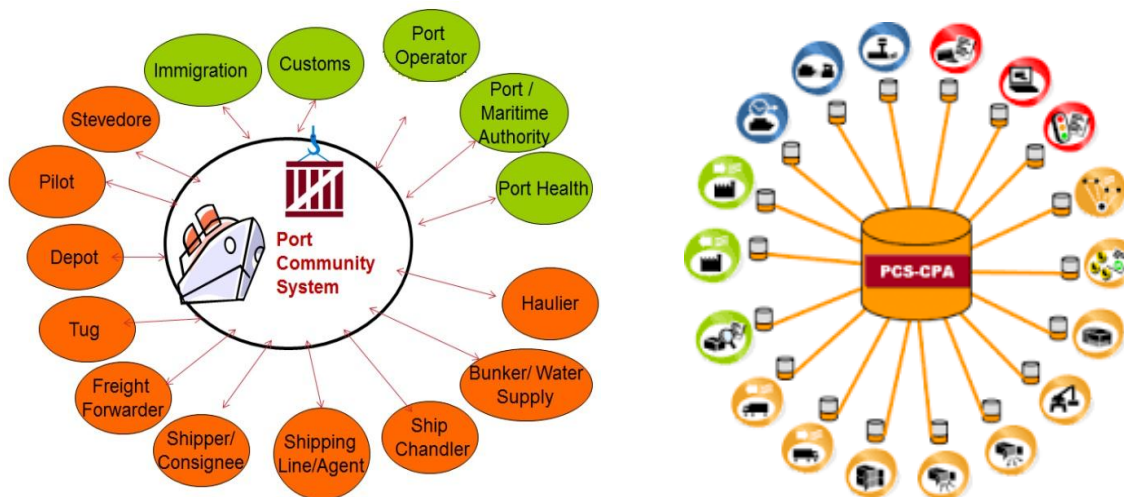 Immigration
Customs
Port
Operator
Port /
Maritime
Authority
Port Health
Stevedore
Pilot
Depot
Tug
Freight
Forwarder
Shipper/
Consignee
Shipping
Line/Agent
Ship
Chandler
Bunker/ Water
Supply
Haulier
Port
Community
System
PCS-CPA